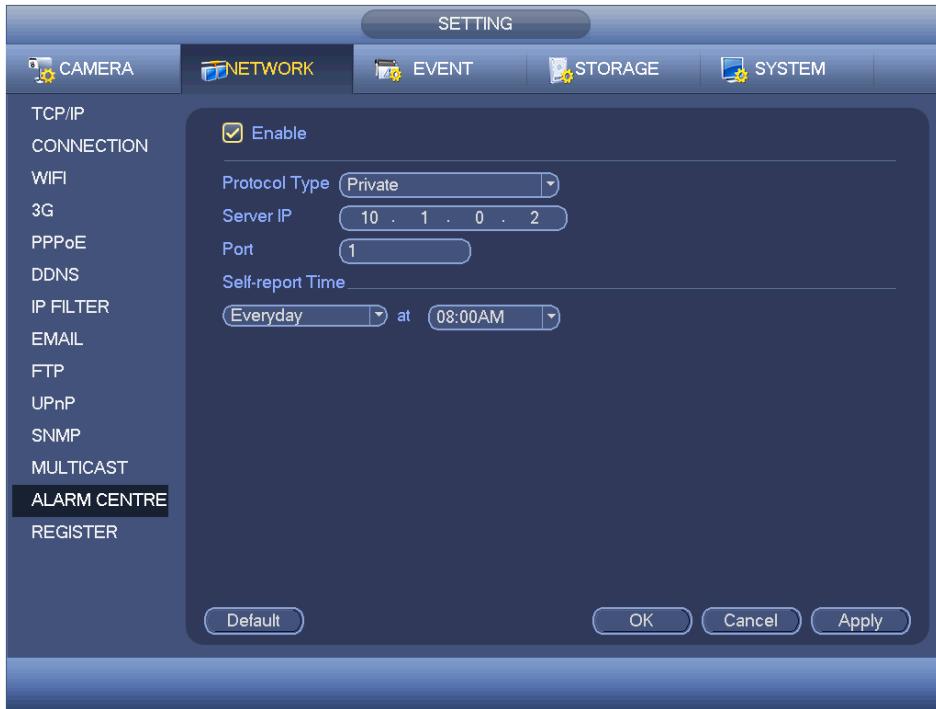 SETTING
CAMERA NETWORK EVENT STORAGE SYSTEM
TCP/IP
CONNECTION
WIFI
3G
PPPoE
DDNS
IP FILTER
EMAIL
FTP
UPnP
SNMP
MULTICAST
ALARM CENTRE
REGISTER
Enable
Protocol Type Private
Server IP 10 . 1 . 0 . 2
Port 1
Self-report Time
Everyday at 08:00AM
Default OK Cancel Apply